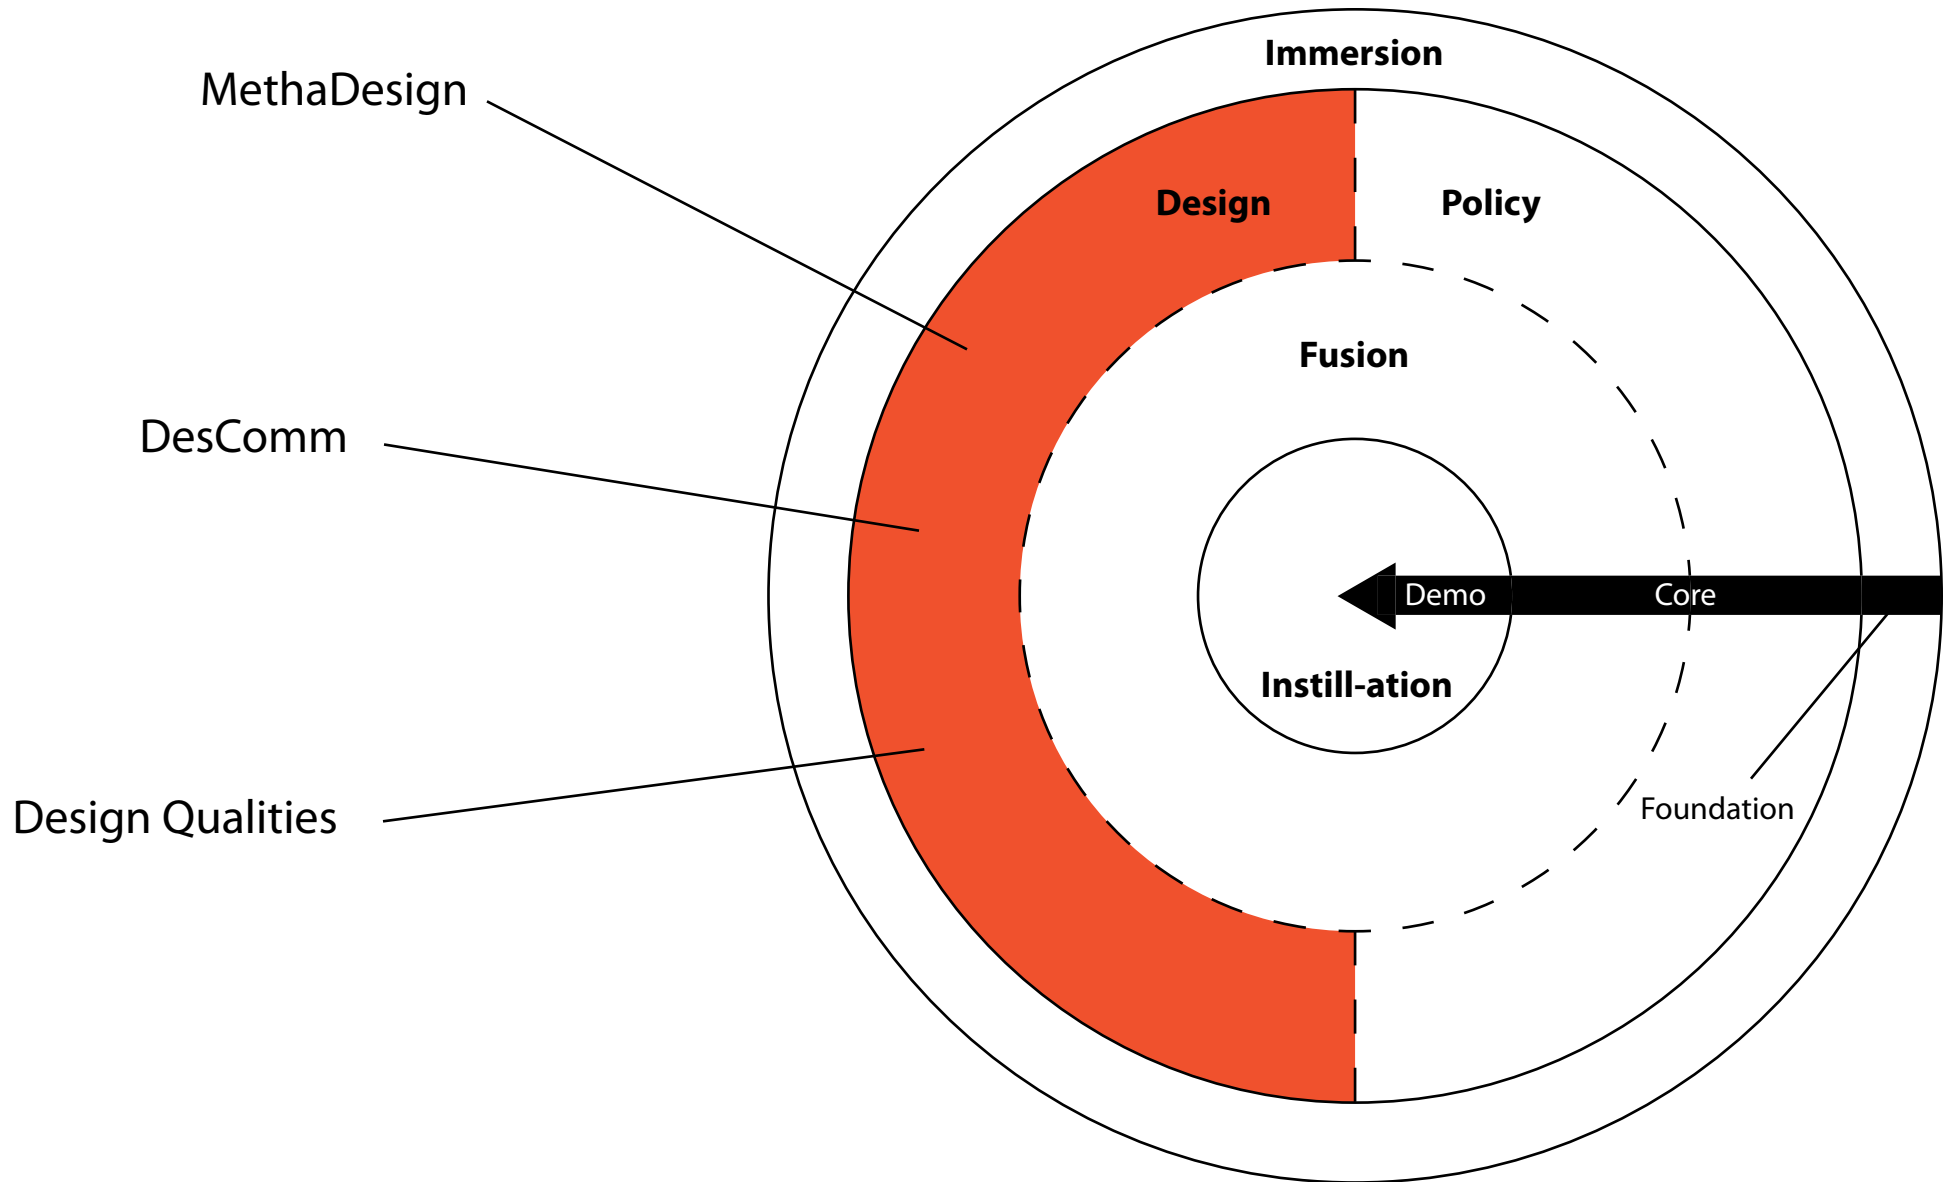 Immersion
MethaDesign
Design
Policy
Fusion
DesComm
Demo
Core
Instill-ation
Foundation
Design Qualities